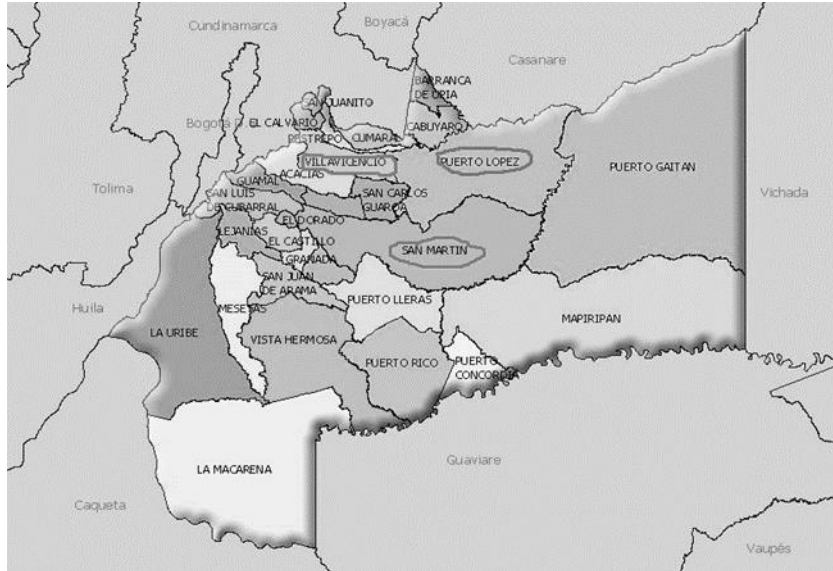 Boyacá
Cundinamarca
Casanare
BARRANCA
DE UPIA
SAN JUANITO
Bogotá D.C.
EL CALVARIO
CABUYARO
RESTREPO
CUMARAL
VILLAVICENCIO
PUERTO LOPEZ
PUERTO GAITAN
ACACIAS
GUAMAL
Tolima
Vichada
SAN LUIS
DE CUBARRAL
SAN CARLOS
GUAROA
EL DORADO
LEJANIAS
EL CASTILLO
SAN MARTIN
GRANADA
SAN JUAN
DE ARAMA
PUERTO LLERAS
Huila
MESETAS
MAPIRIPAN
LA URIBE
VISTA HERMOSA
PUERTO RICO
PUERTO
CONCORDIA
Guaviare
LA MACARENA
Caqueta
Vaupés